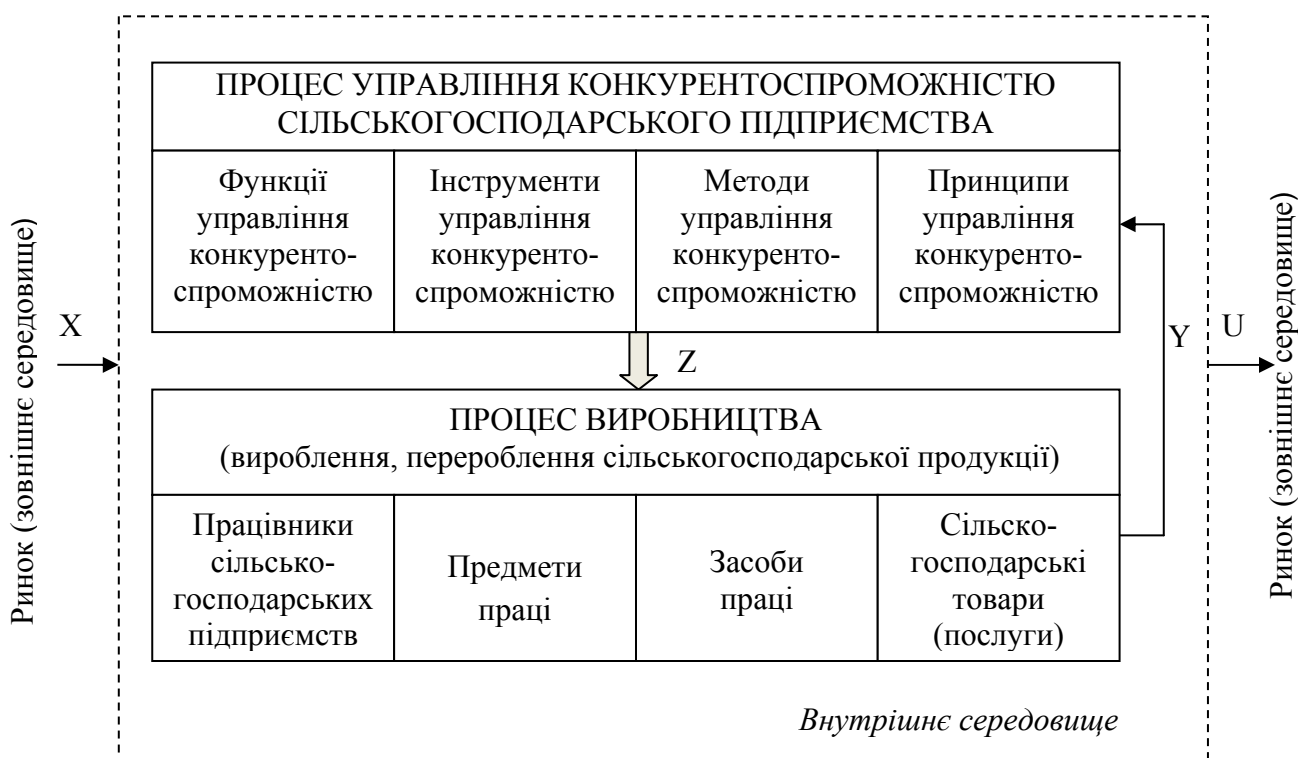 ПРОЦЕС УПРАВЛІННЯ КОНКУРЕНТОСПРОМОЖНІСТЮ
СІЛЬСЬКОГОСПОДАРСЬКОГО ПІДПРИЄМСТВА
Функції
управління
конкуренто-
спроможністю
Інструменти
управління
конкуренто-
спроможністю
Методи
управління
конкуренто-
спроможністю
Принципи
управління
конкуренто-
спроможністю
Ринок (зовнішнє середовище)
X
Z
Y
U
Ринок (зовнішнє середовище)
ПРОЦЕС ВИРОБНИЦТВА
(вироблення, перероблення сільськогосподарської продукції)
Працівники
сільсько-
господарських
підприємств
Предмети
праці
Засоби
праці
Сільско-
господарські
товари
(послуги)
Внутрішнє середовище